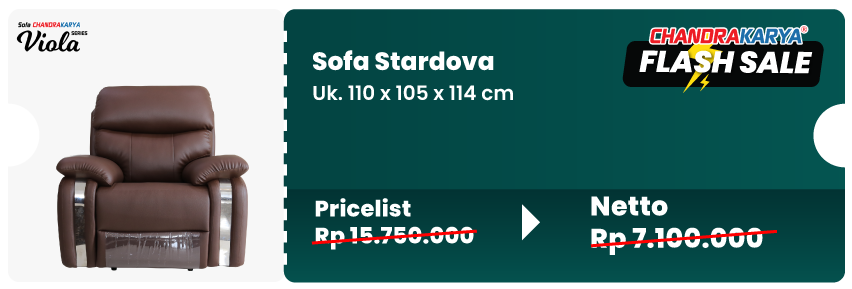 Sofa CHANDRAKARYA
Viola SERIES
Sofa Stardova
Uk. 110 x 105 x 114 cm
CHANDRAKARYA®
FLASH SALE
Pricelist
Rp 15.750.000
Netto
Rp 7.100.000